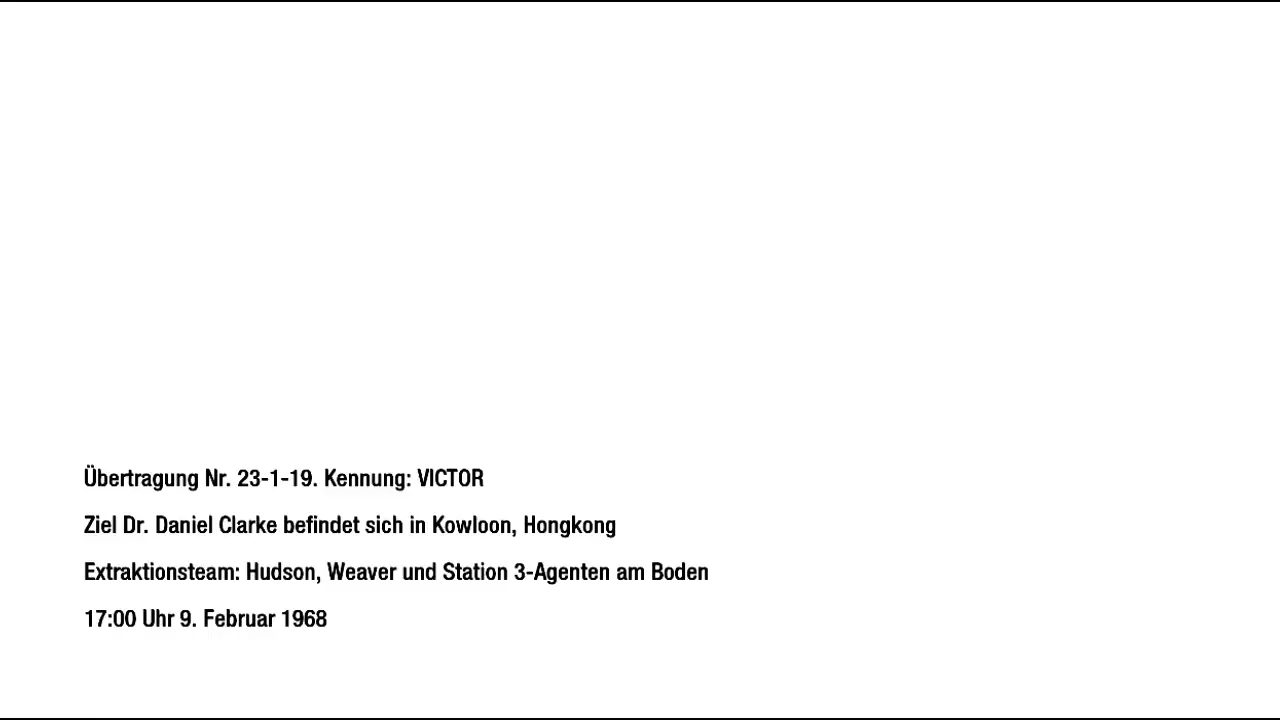 Übertragung Nr. 23-1-19. Kennung: VICTOR
Ziel Dr. Daniel Clarke befindet sich in Kowloon, Hongkong
Extraktionsteam: Hudson, Weaver und Station 3-Agenten am Boden
17:00 Uhr 9. Februar 1968